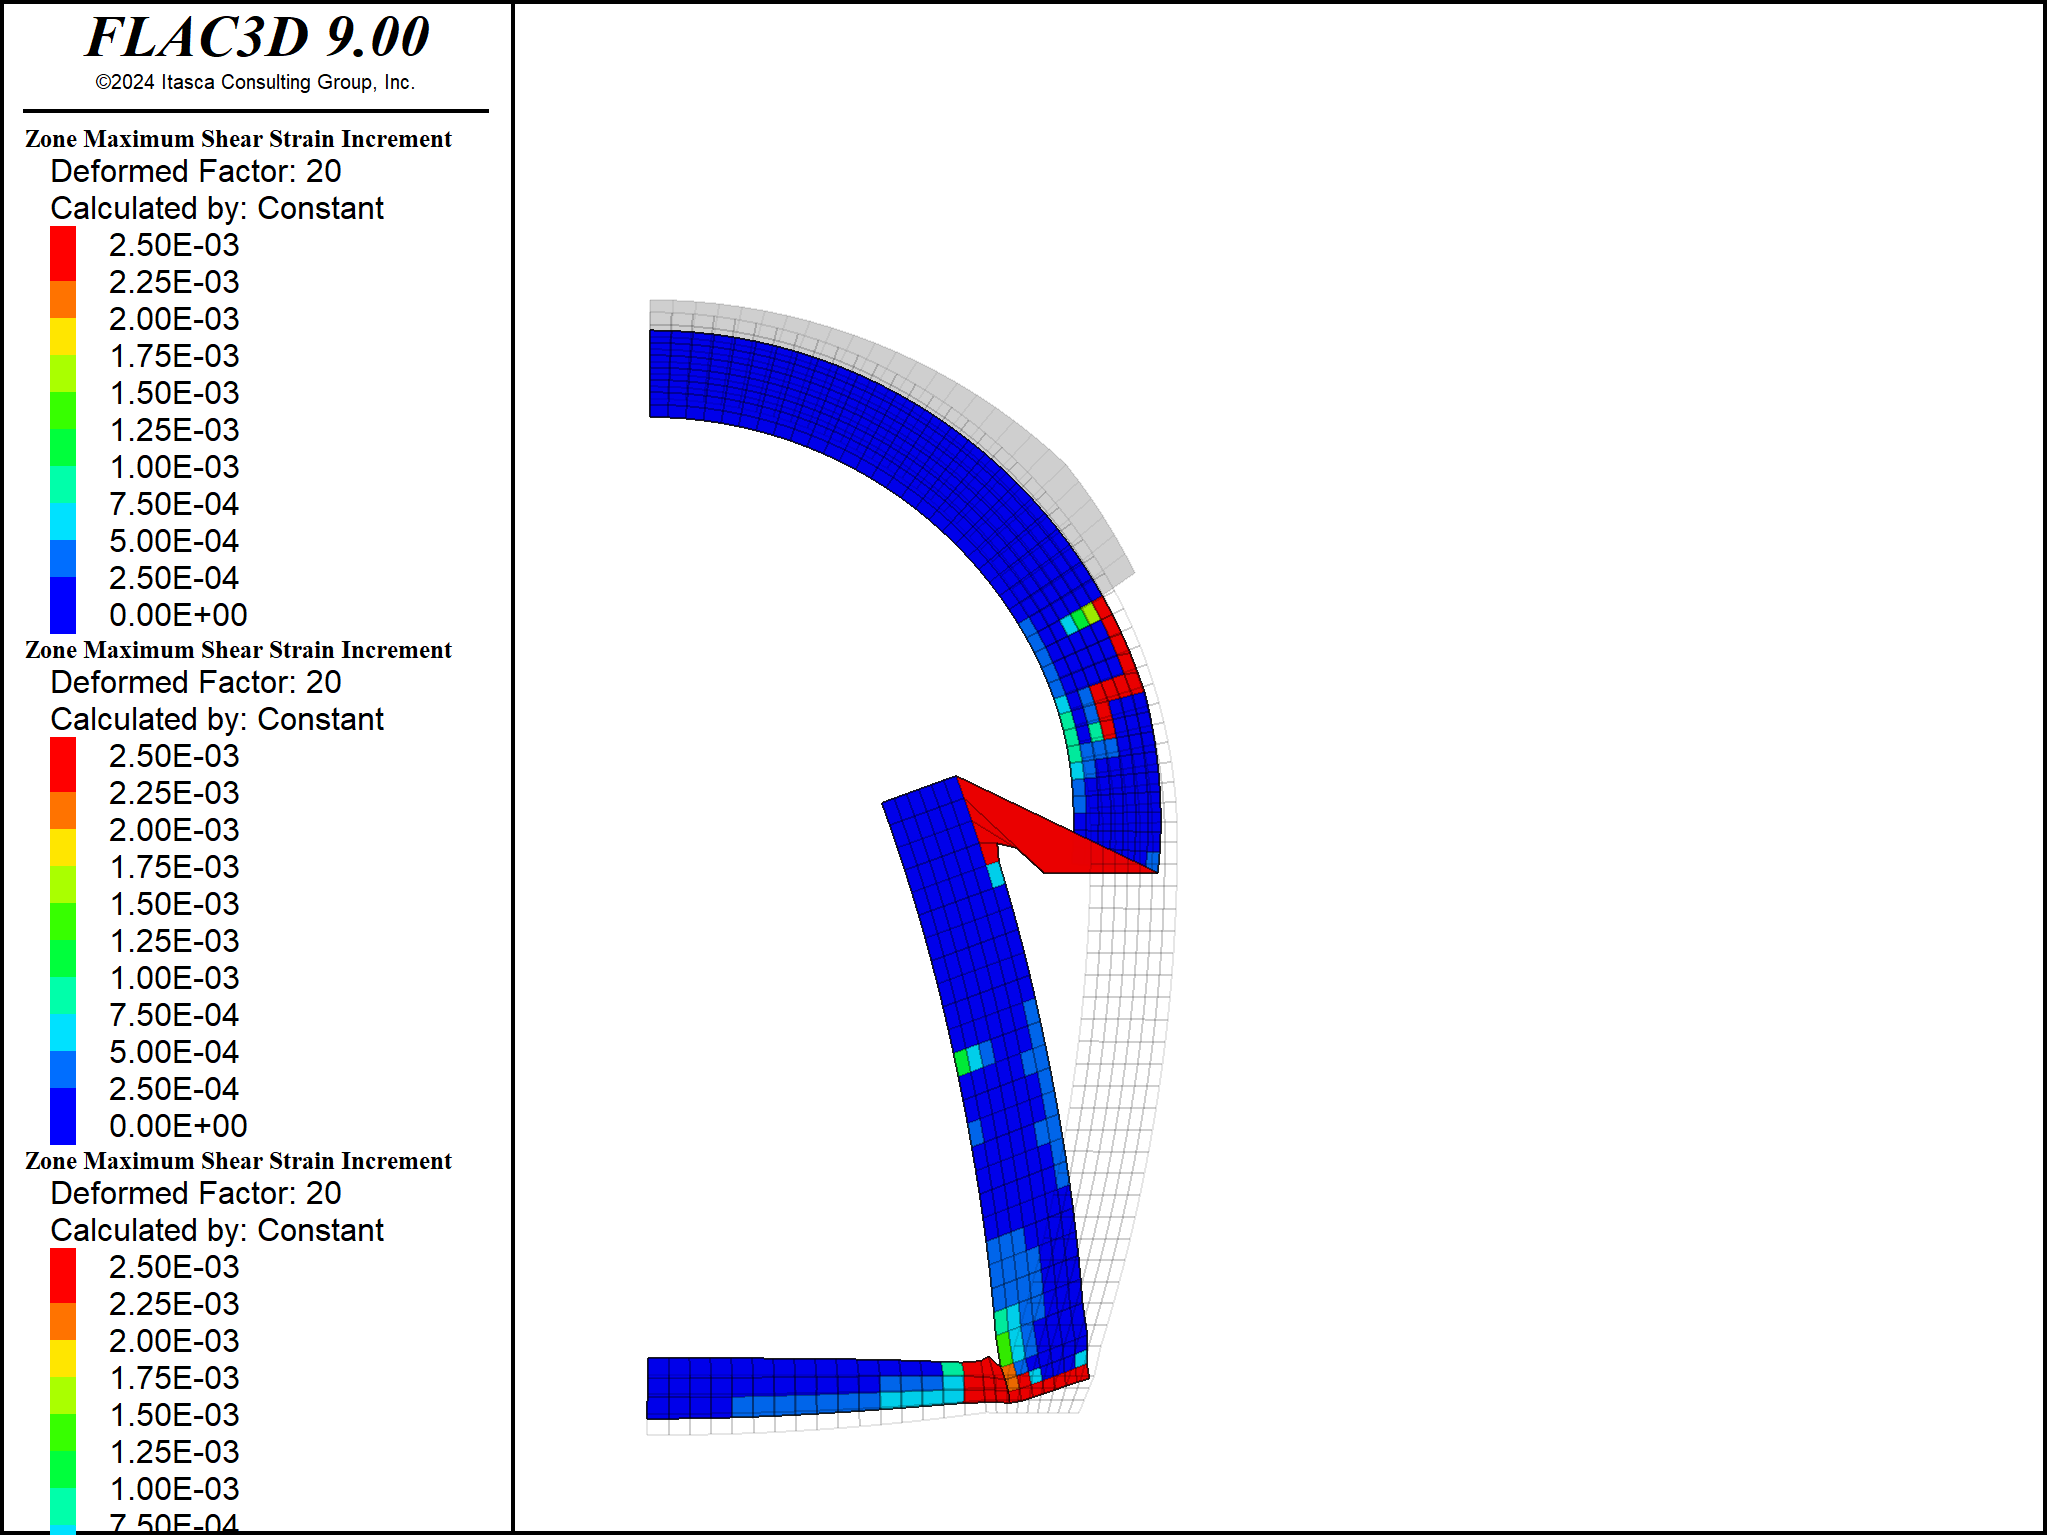 FLAC3D 9.00
©2024 Itasca Consulting Group, Inc.
Zone Maximum Shear Strain Increment
Deformed Factor: 20
Calculated by: Constant
2.50E-03
2.25E-03
2.00E-03
1.75E-03
1.50E-03
1.25E-03
1.00E-03
7.50E-04
5.00E-04
2.50E-04
0.00E+00
Zone Maximum Shear Strain Increment
Deformed Factor: 20
Calculated by: Constant
2.50E-03
2.25E-03
2.00E-03
1.75E-03
1.50E-03
1.25E-03
1.00E-03
7.50E-04
5.00E-04
2.50E-04
0.00E+00
Zone Maximum Shear Strain Increment
Deformed Factor: 20
Calculated by: Constant
2.50E-03
2.25E-03
2.00E-03
1.75E-03
1.50E-03
1.25E-03
1.00E-03
7.50E-04